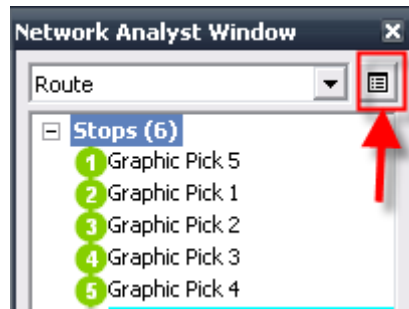 Network Analyst Window
Route
Stops (6)
1 Graphic Pick 5
2 Graphic Pick 1
3 Graphic Pick 2
4 Graphic Pick 3
5 Graphic Pick 4